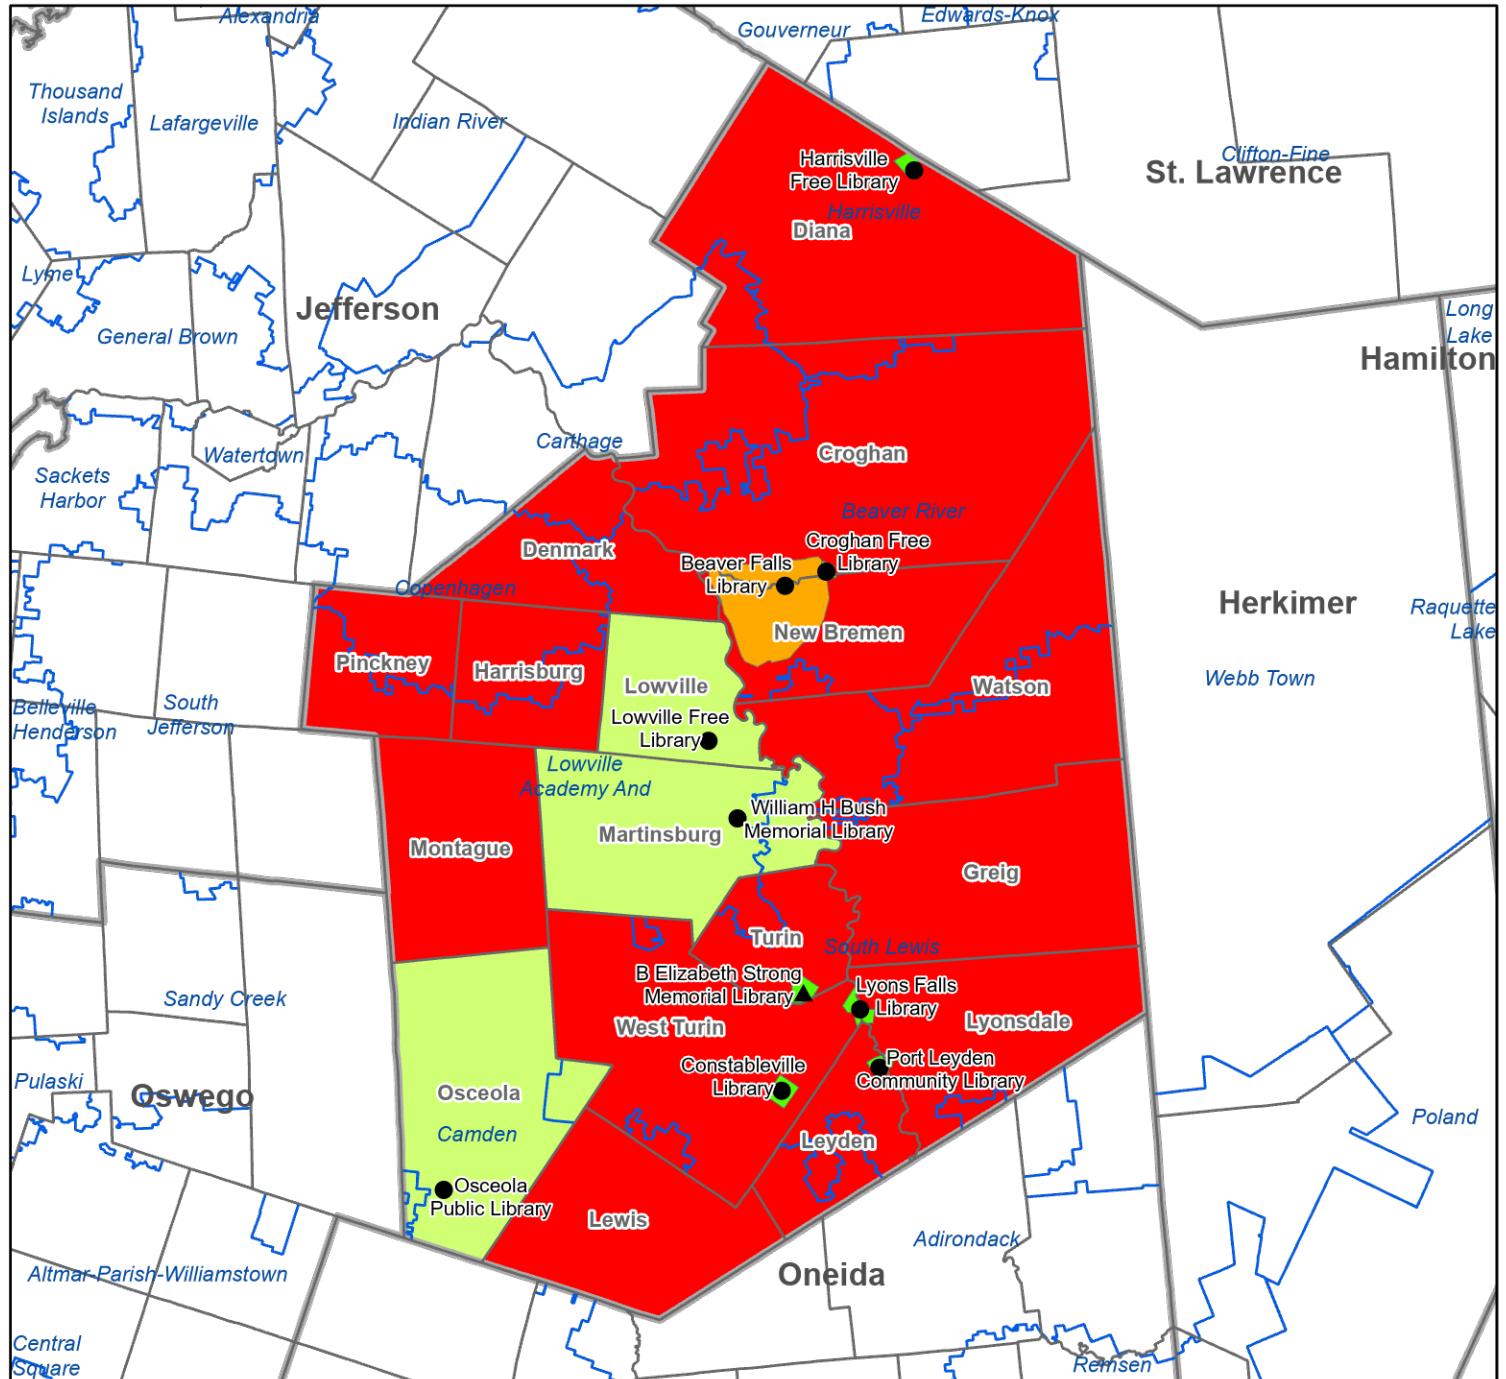 Alexandria
Edwards-Knox
Gouverneur
Thousand
Islands
Lafargeville
Indian River
Clifton-Fine
St. Lawrence
Harrisville
Free Library
Harrisville
Diana
Lyme
Jefferson
General Brown
Long
Lake
Hamilton
Carthage
Watertown
Croghan
Sackets
Harbor
Beaver River
Croghan Free
Library
Denmark
Beaver Falls
Library
Copenhagen
Herkimer
Raquette
Lake
New Bremen
Pinckney
Harrisburg
Lowville
Watson
Webb Town
Belleville
Henderson
South
Jefferson
Lowville Free
Library
Lowville
Academy And
William H Bush
Memorial Library
Martinsburg
Montague
Greig
Turin
South Lewis
B Elizabeth Strong
Memorial Library
Lyons Falls
Library
Sandy Creek
West Turin
Lyonsdale
Port Leyden
Community Library
Constableville
Library
Pulaski
Oswego
Osceola
Poland
Camden
Leyden
Osceola
Public Library
Lewis
Adirondack
Altmar-Parish-Williamstown
Oneida
Central
Square
Remsen